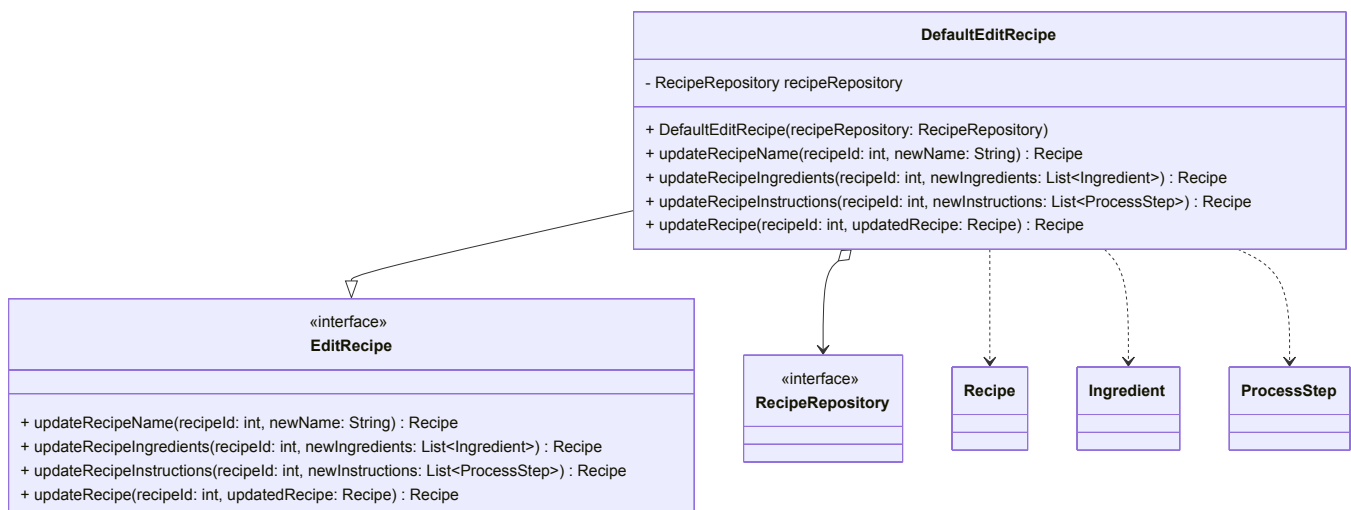 DefaultEditRecipe
- RecipeRepository recipeRepository
+ DefaultEditRecipe(recipeRepository: RecipeRepository)
+ updateRecipeName(recipeId: int, newName: String) : Recipe
+ updateRecipeIngredients(recipeId: int, newIngredients: List<Ingredient>) : Recipe
+ updateRecipeInstructions(recipeId: int, newInstructions: List<ProcessStep>) : Recipe
+ updateRecipe(recipeId: int, updatedRecipe: Recipe) : Recipe
«interface»
EditRecipe
+ updateRecipeName(recipeId: int, newName: String) : Recipe
+ updateRecipeIngredients(recipeId: int, newIngredients: List<Ingredient>) : Recipe
+ updateRecipeInstructions(recipeId: int, newInstructions: List<ProcessStep>) : Recipe
+ updateRecipe(recipeId: int, updatedRecipe: Recipe) : Recipe
«interface»
RecipeRepository
Recipe
Ingredient
ProcessStep